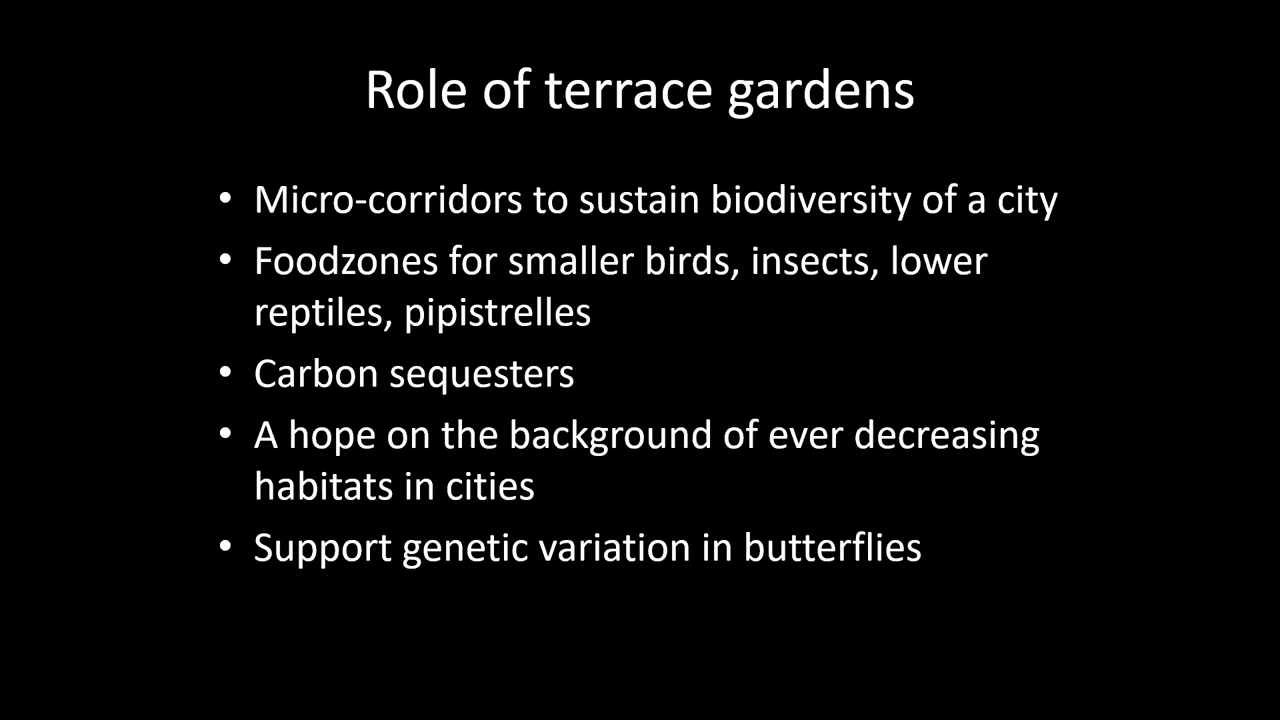 Role of terrace gardens
• Micro-corridors to sustain biodiversity of a city
• Foodzones for smaller birds, insects, lower
reptiles, pipistrelles
• Carbon sequesters
• A hope on the background of ever decreasing
habitats in cities
• Support genetic variation in butterflies